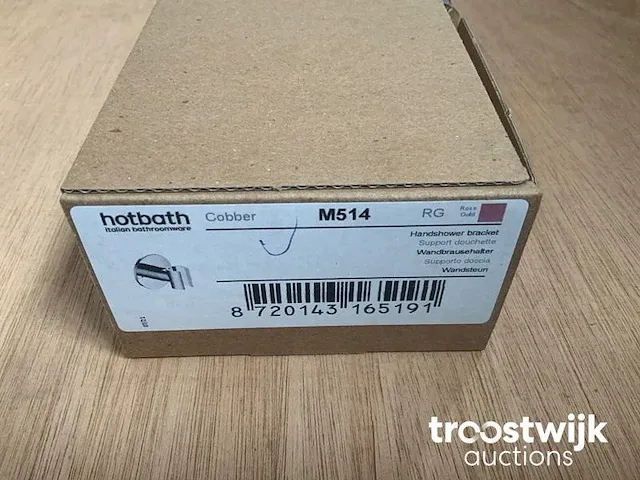 hotbath
Italian bathroomware
Cobber
M514
RG
Rose
Gold
Handshower bracket
Support douchette
Wandbrausehalter
Supporto doccia
Wandsteun
8 720143 165191
troostwijk
auctions